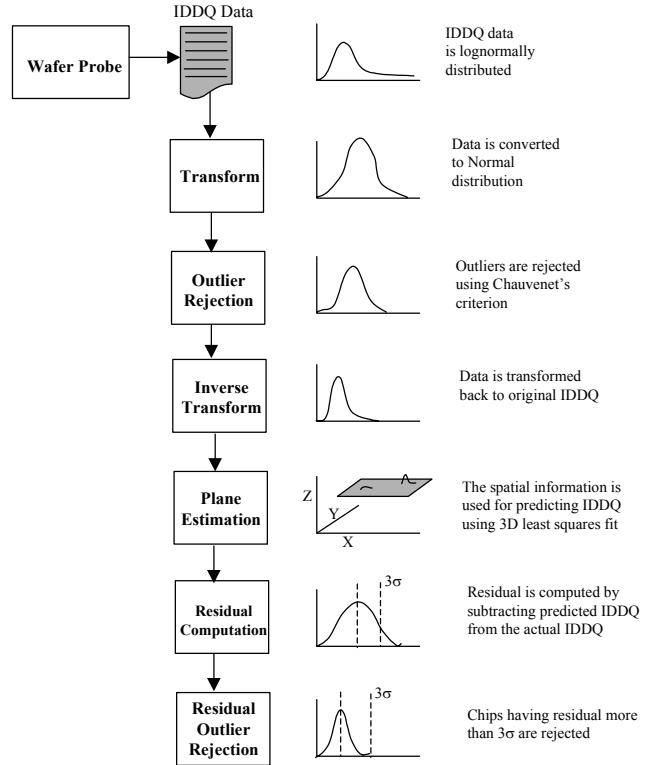 IDDQ Data
Wafer Probe
IDDQ data
is lognormally
distributed
Transform
Data is converted
to Normal
distribution
Outlier
Rejection
Outliers are rejected
using Chauvenet's
criterion
Inverse
Transform
Data is transformed
back to original IDDQ
Plane
Estimation
Z
Y
X
The spatial information is
used for predicting IDDQ
using 3D least squares fit
Residual
Computation
3σ
Residual is computed by
subtracting predicted IDDQ
from the actual IDDQ
Residual
Outlier
Rejection
3σ
Chips having residual more
than 3σ are rejected